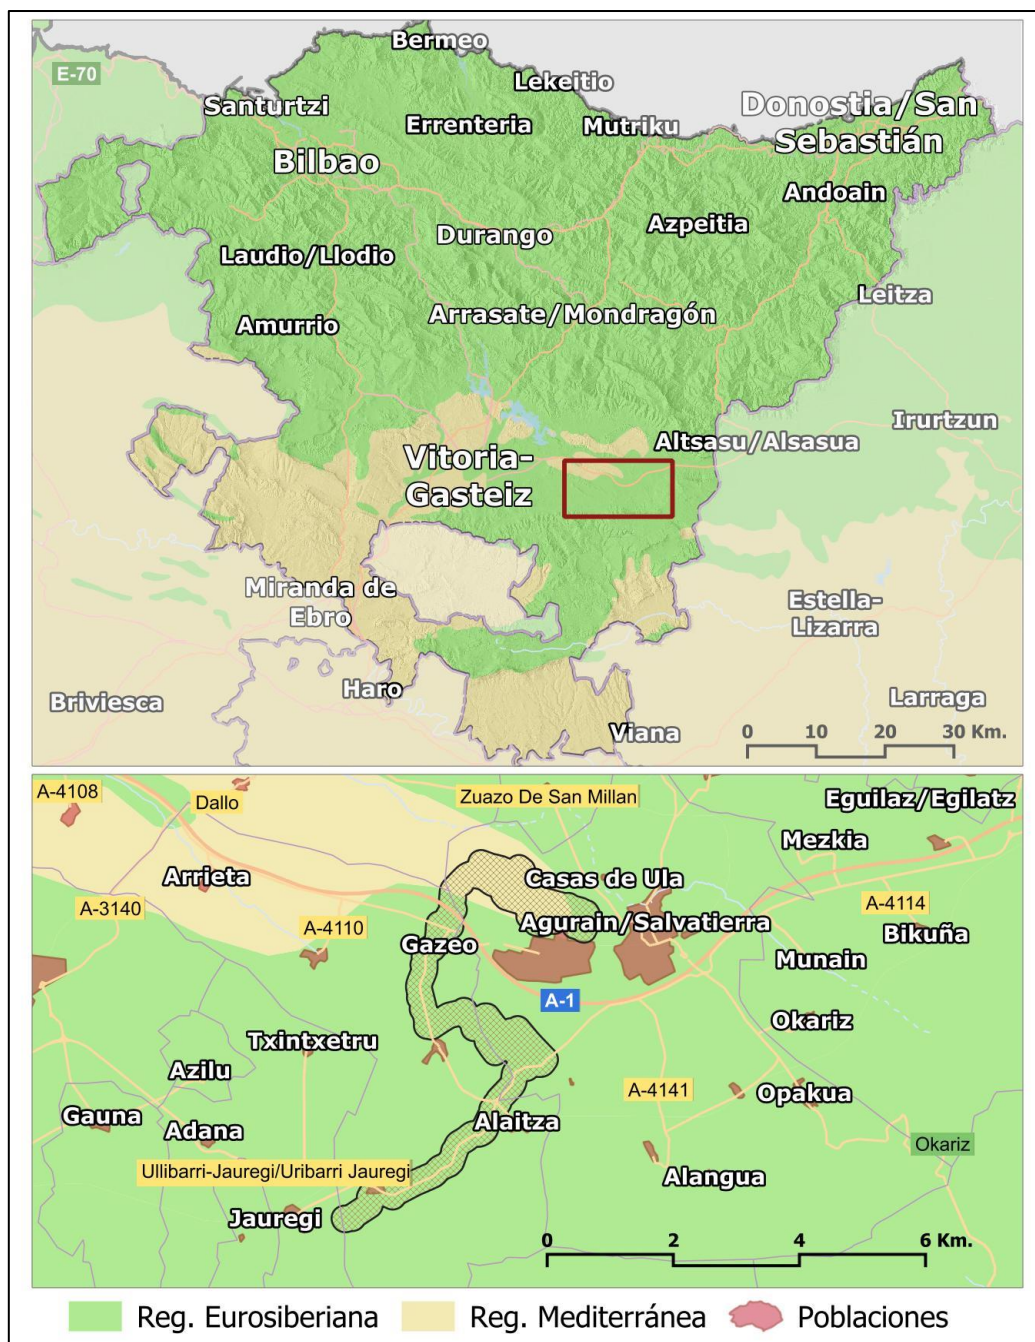 Bermeo
E-70
Lekeitio
Santurtzi
Donostia/San
Sebastián
Errenteria
Mutriku
Bilbao
Andoain
Azpeitia
Durango
Laudio/Llodio
Leitza
Arrasate/Mondragón
Amurrio
Irurtzun
Altsasu/Alsasua
Vitoria-
Gasteiz
Miranda de
Ebro
Estella-
Lizarra
Haro
Briviesca
Larraga
Viana
0 10 20 30 Km.
A-4108
Dallo
Zuazo De San Millan
Eguilaz/Egilatz
Mezkia
Arrieta
Casas de Ula
A-3140
A-4110
Agurain/Salvatierra
A-4114
Bikuña
Gazeo
Munain
A-1
Okariz
Txintxetru
Azilu
A-4141
Opakua
Gauna
Adana
Alaitza
Okariz
Ullibarri-Jauregi/Uribarri Jauregi
Alangua
Jauregi
0 2 4 6 Km.
Reg. Eurosiberiana
Reg. Mediterránea
Poblaciones